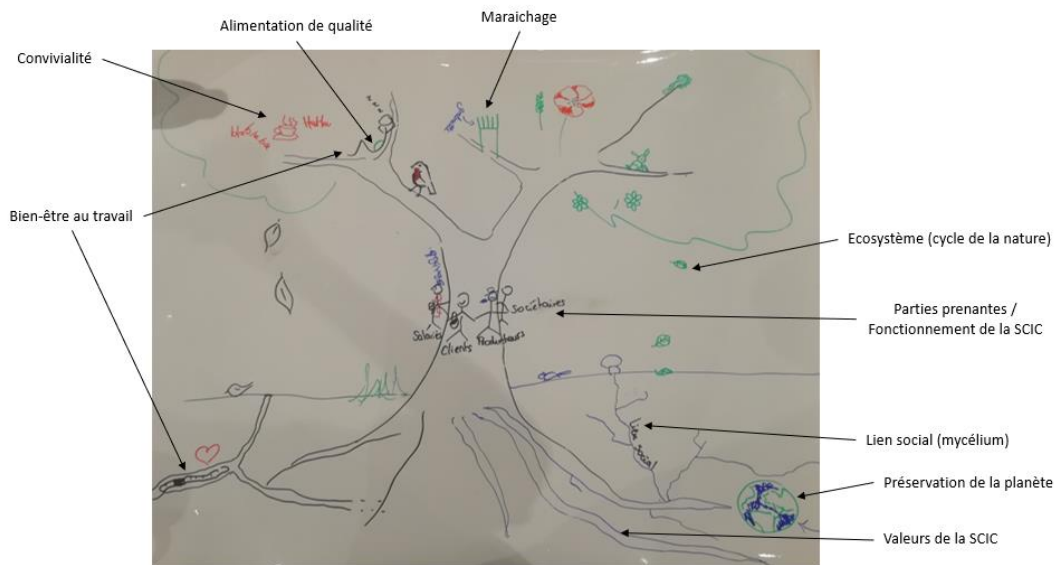 Alimentation de qualité
Maraichage
Convivialité
Bien-être au travail
Ecosystème (cycle de la nature)
Sociétaires
Parties prenantes /
Fonctionnement de la SCIC
Salariés
Clients
Producteurs
Lien social
Lien social (mycélium)
Préservation de la planète
Valeurs de la SCIC